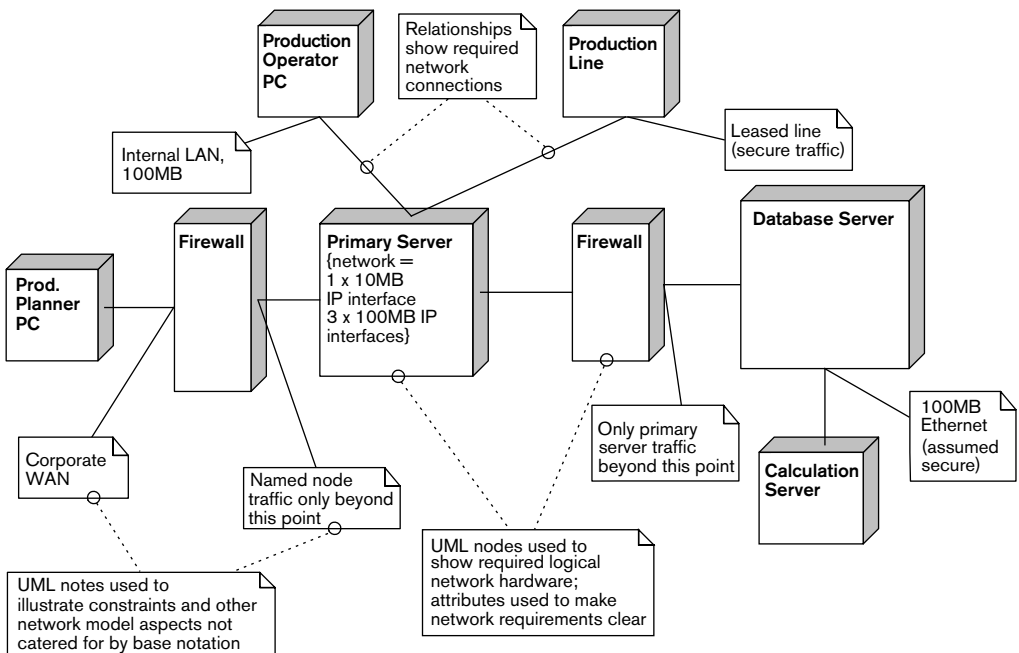 Production
Operator
PC
Relationships
show required
network
connections
Production
Line
Internal LAN,
100MB
Leased line
(secure traffic)
Prod.
Planner
PC
Firewall
Primary Server
{network =
1 x 10MB
IP interface
3 x 100MB IP
interfaces}
Firewall
Database Server
Corporate
WAN
Named node
traffic only beyond
this point
Only primary
server traffic
beyond this point
Calculation
Server
100MB
Ethernet
(assumed
secure)
UML notes used to
illustrate constraints and other
network model aspects not
catered for by base notation
UML nodes used to
show required logical
network hardware;
attributes used to make
network requirements clear